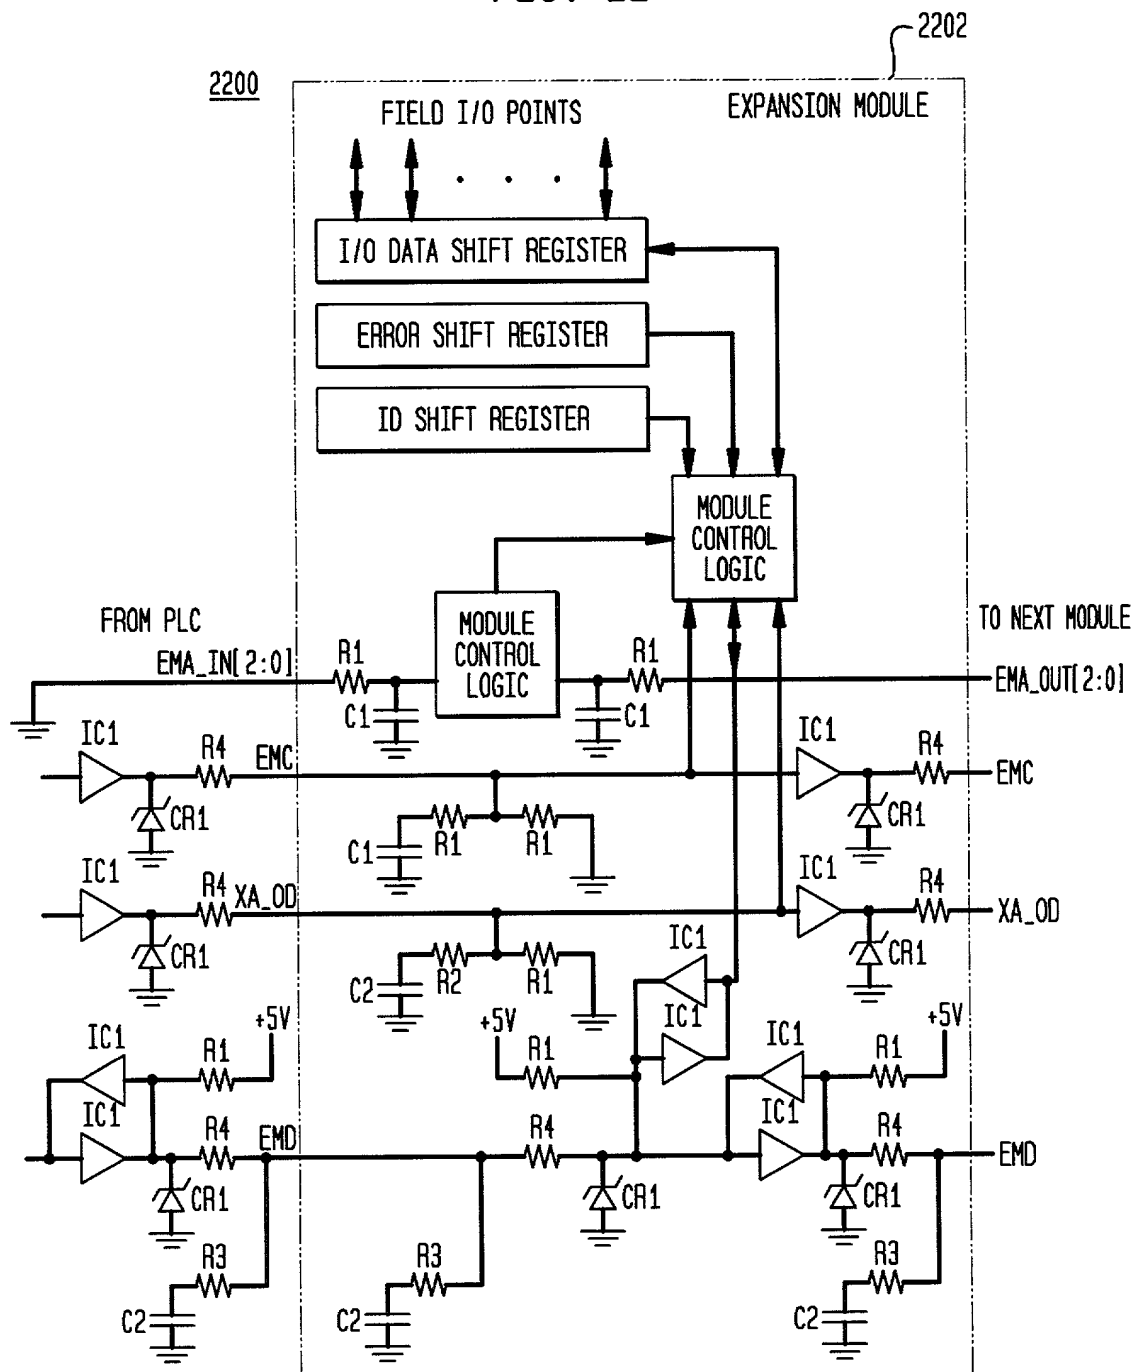 2202
2200
FIELD I/O POINTS
EXPANSION MODULE
I/O DATA SHIFT REGISTER
ERROR SHIFT REGISTER
ID SHIFT REGISTER
MODULE
CONTROL
LOGIC
FROM PLC
MODULE
CONTROL
LOGIC
TO NEXT MODULE
EMA_IN[2:0]
R1
R1
EMA_OUT[2:0]
C1
C1
IC1
R4
EMC
IC1
R4
EMC
CR1
R1
R1
C1
CR1
IC1
R4
XA_OD
IC1
R4
XA_OD
CR1
R2
R1
C2
IC1
CR1
+5V
+5V
IC1
+5V
IC1
R1
R1
IC1
R1
IC1
R4
EMD
R4
IC1
R4
EMD
CR1
CR1
CR1
R3
R3
R3
C2
C2
C2